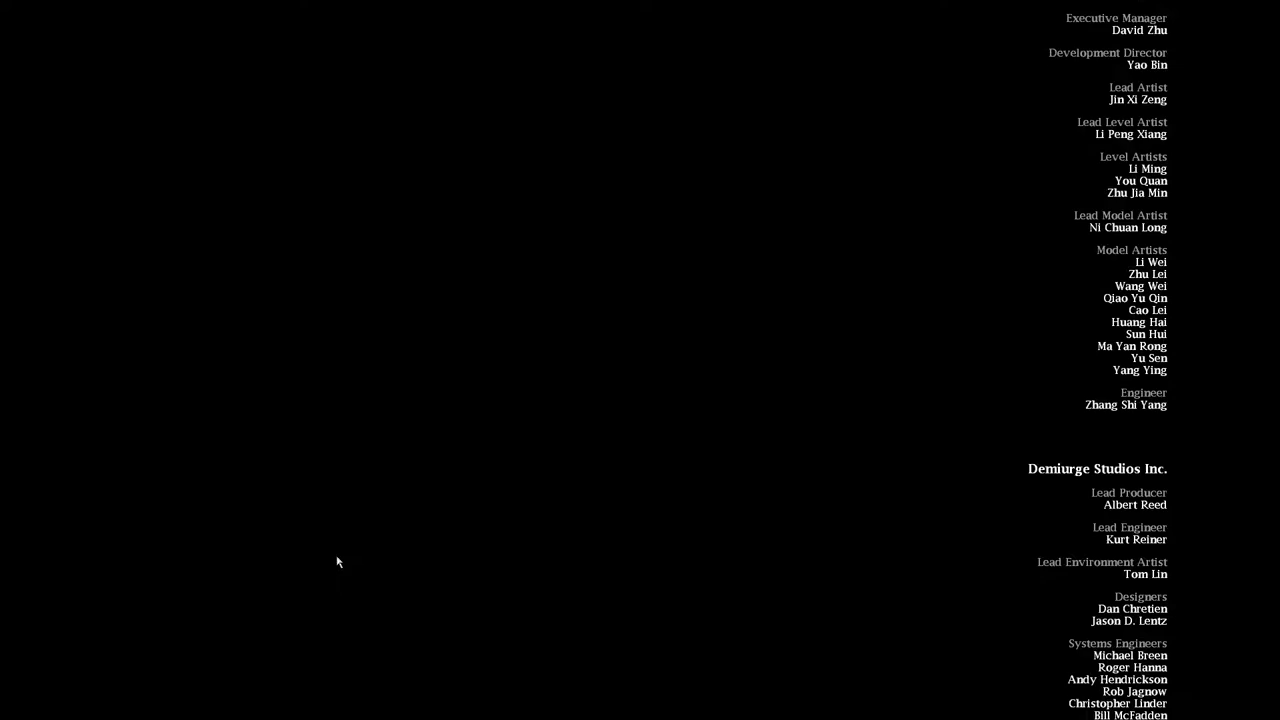 Executive Manager
David Zhu
Development Director
Yao Bin
Lead Artist
Jin Xi Zeng
Lead Level Artist
Li Peng Xiang
Level Artists
Li Ming
You Quan
Zhu Jia Min
Lead Model Artist
Ni Chuan Long
Model Artists
Li Wei
Zhu Lei
Wang Wei
Qiao Yu Qin
Cao Lei
Huang Hai
Sun Hui
Ma Yan Rong
Yu Sen
Yang Ying
Engineer
Zhang Shi Yang
Demiurge Studios Inc.
Lead Producer
Albert Reed
Lead Engineer
Kurt Reiner
Lead Environment Artist
Tom Lin
Designers
Dan Chretien
Jason D. Lentz
Systems Engineers
Michael Breen
Roger Hanna
Andy Hendrickson
Rob Jagnow
Christopher Linder
Bill McFadden